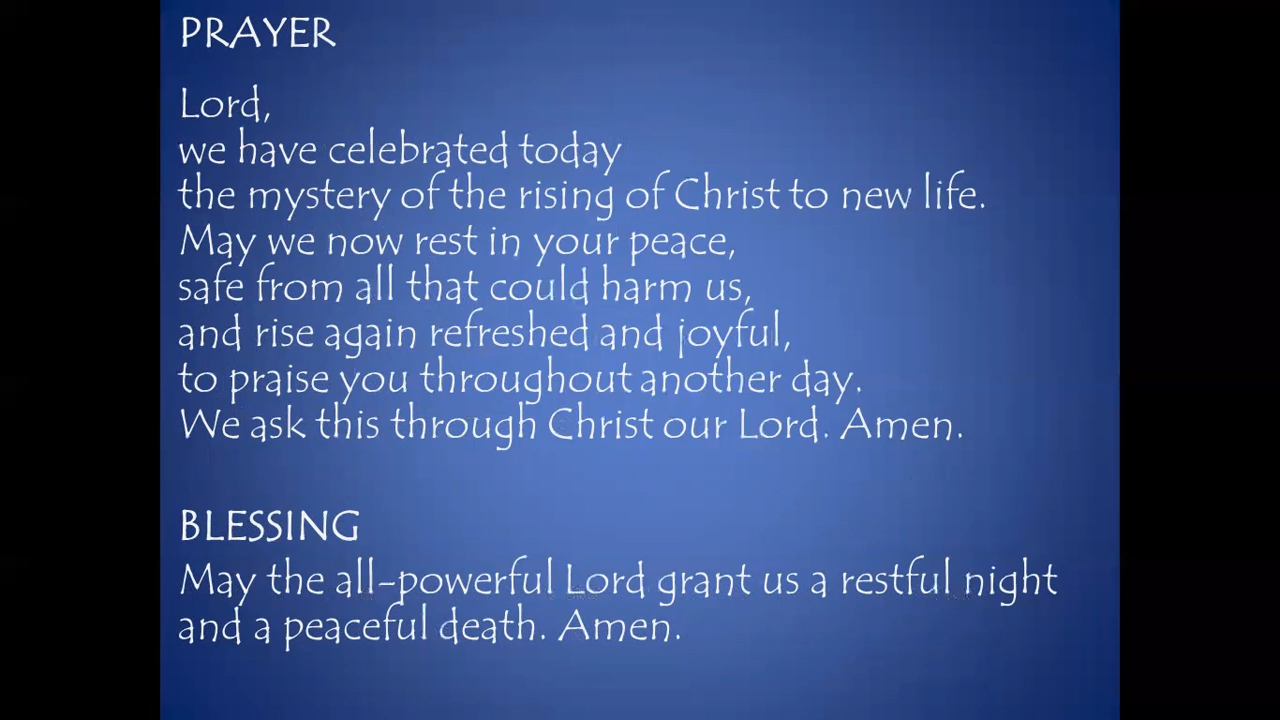 PRAYER
Lord,
we have celebrated today
the mystery of the rising of Christ to new life.
May we now rest in your peace,
safe from all that could harm us,
and rise again refreshed and joyful,
to praise you throughout another day.
We ask this through Christ our Lord. Amen.
BLESSING
May the all-powerful Lord grant us a restful night
and a peaceful death. Amen.